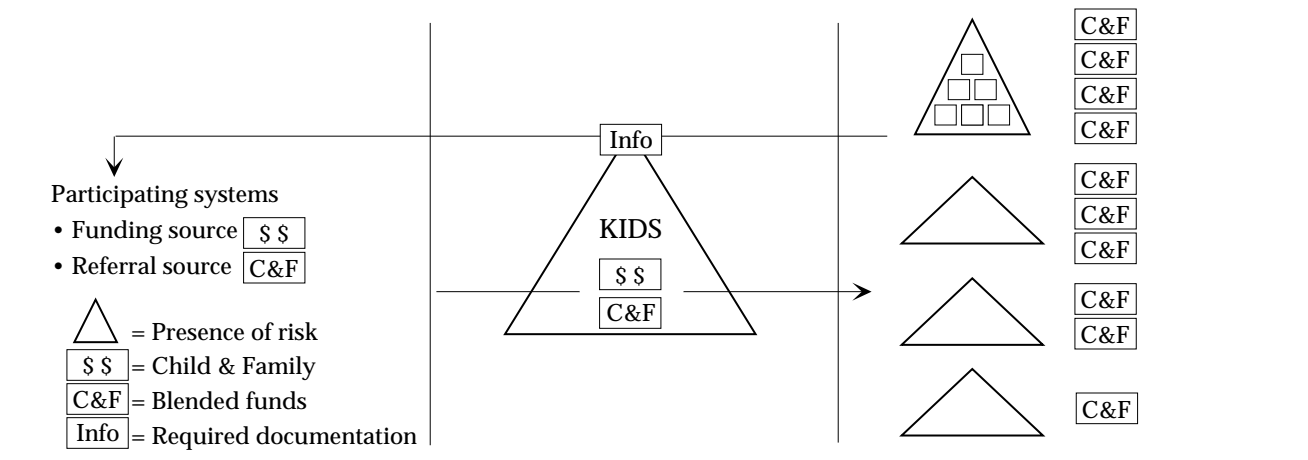 Participating systems
• Funding source $ $
• Referral source C&F
= Presence of risk
$ $ = Child & Family
C&F = Blended funds
Info = Required documentation
Info
KIDS
$ $
C&F
C&F
C&F
C&F
C&F
C&F
C&F
C&F
C&F
C&F
C&F